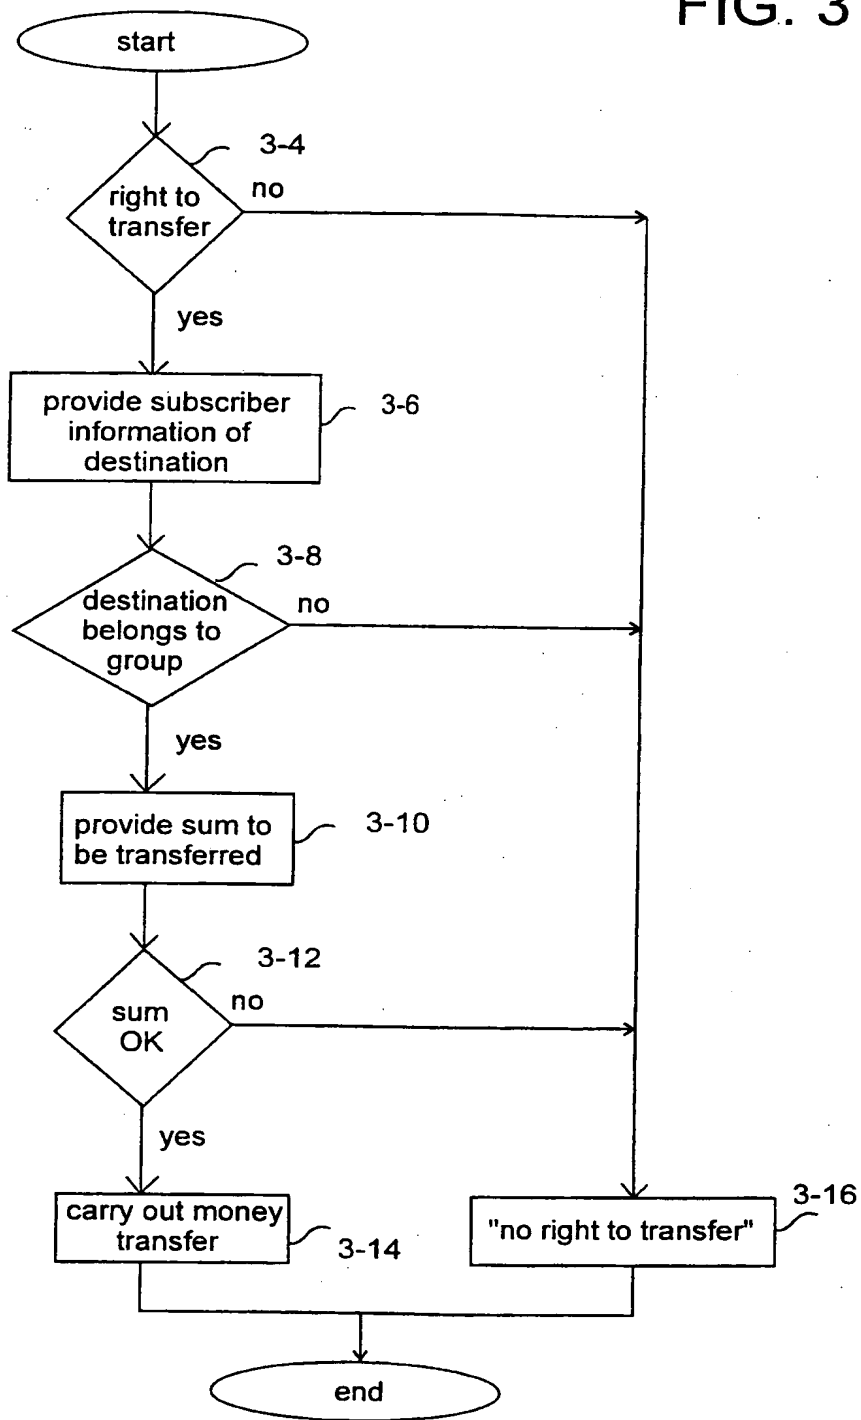 FIG. 3
start
3-4
right to
transfer
no
yes
provide subscriber
information of
destination
3-6
3-8
destination
belongs to
group
no
yes
provide sum to
be transferred
3-10
3-12
sum
OK
no
yes
carry out money
transfer
3-14
"no right to transfer"
3-16
end